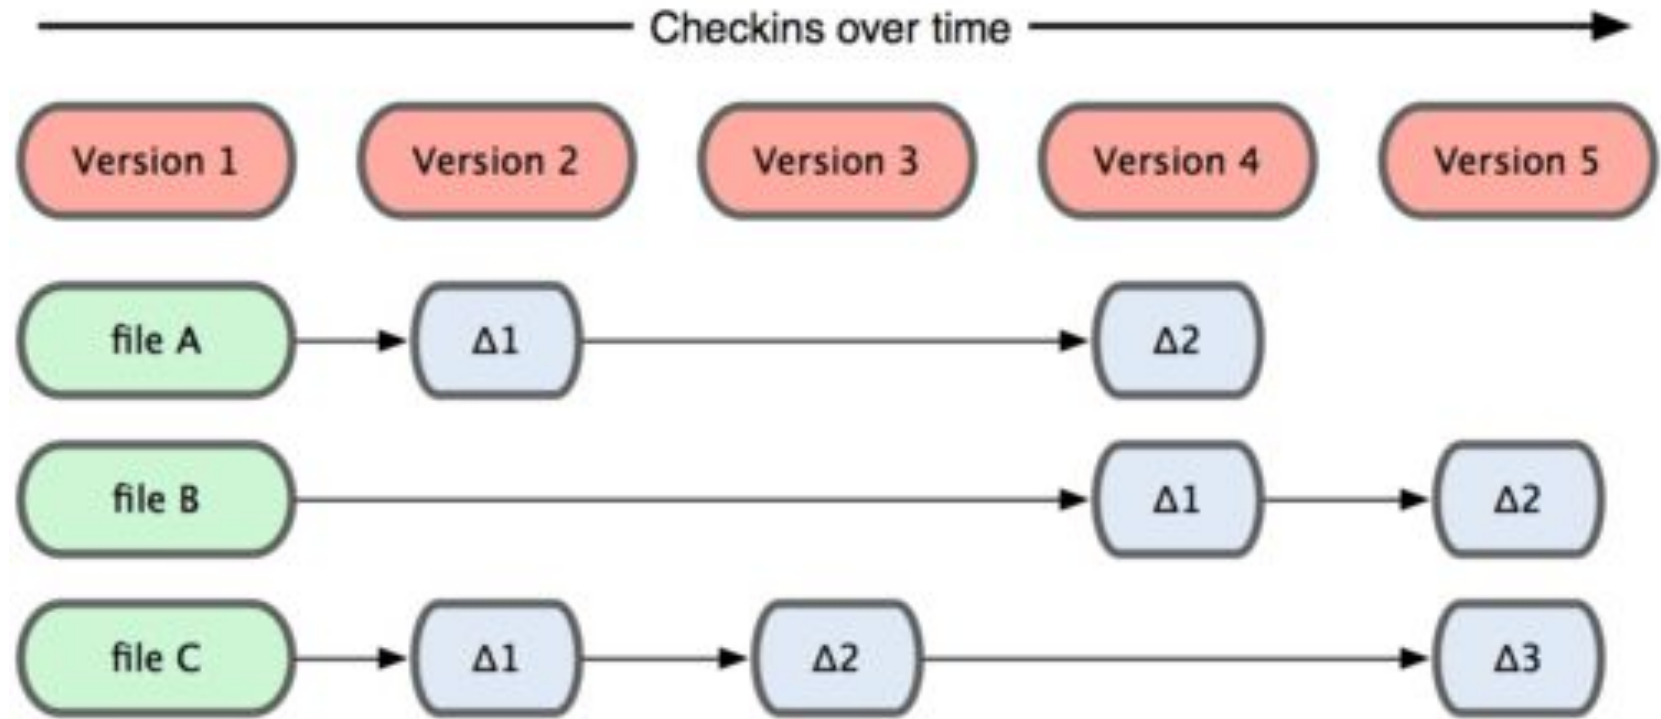 Checkins over time
Version 1 Version 2 Version 3 Version 4 Version 5
file A Δ1 Δ2
file B Δ1 Δ2
file C Δ1 Δ2 Δ3